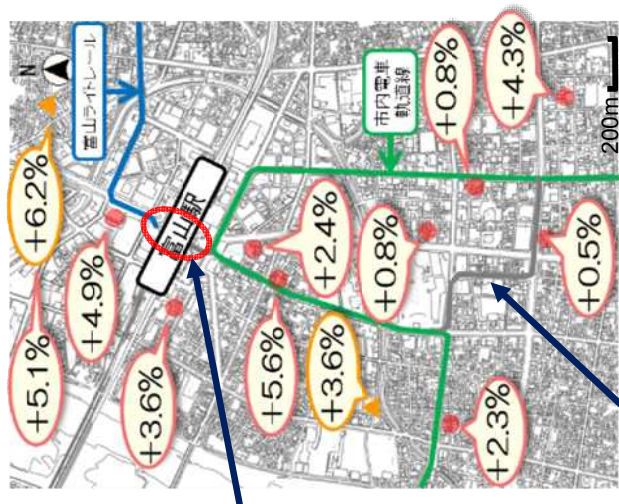 N
+6.2%
富山ライトレール
+5.1%
+4.9%
富山駅
+3.6%
+0.8%
+4.3%
市内電車
軌道線
+2.4%
+5.6%
+0.8%
+3.6%
+0.5%
+2.3%
200m